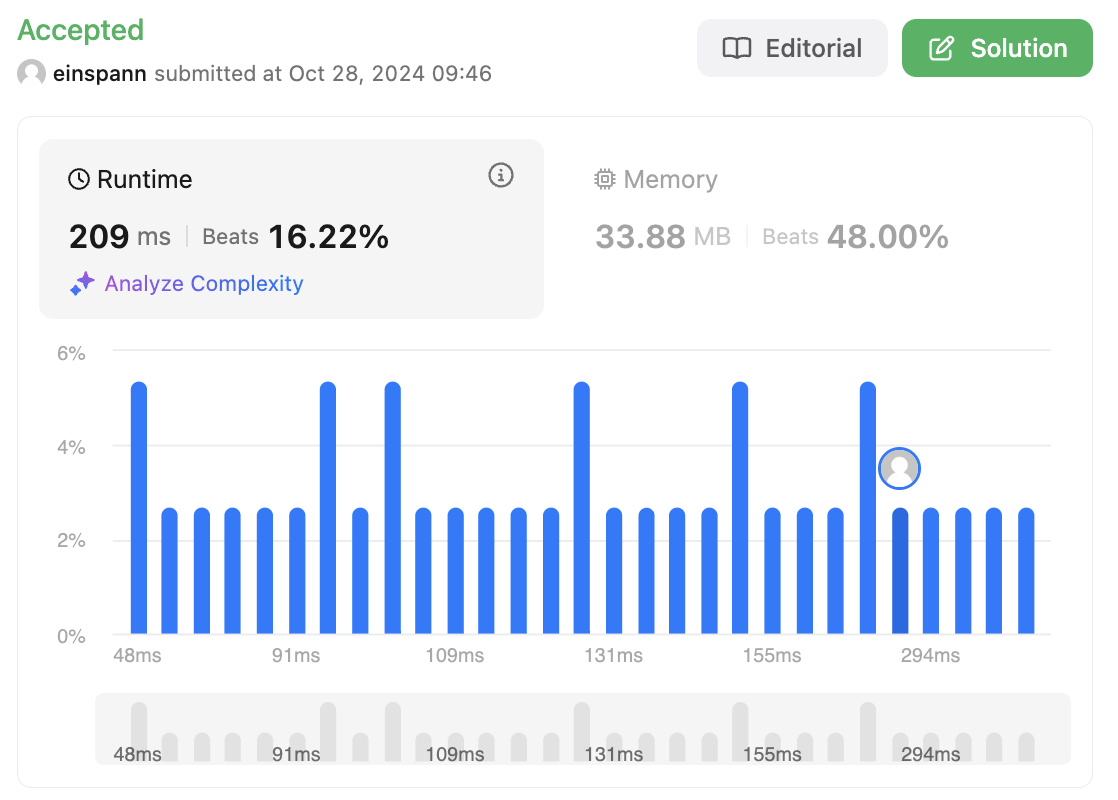 Accepted
Editorial
Solution
einspann submitted at Oct 28, 2024 09:46
Runtime
209 ms | Beats 16.22%
Analyze Complexity
Memory
33.88 MB | Beats 48.00%
6%
4%
2%
0%
48ms 91ms 109ms 131ms 155ms 294ms
48ms 91ms 109ms 131ms 155ms 294ms